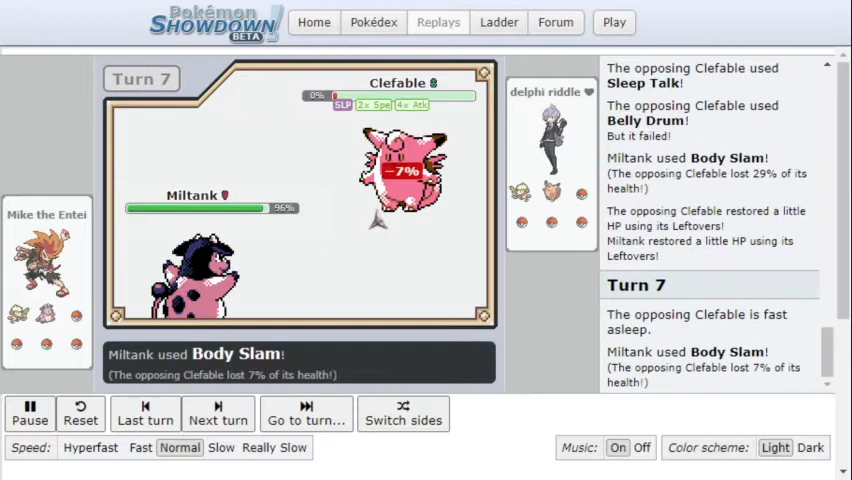 Pokémon
SHOWDOWN!
BETA
Home
Pokédex
Replays
Ladder
Forum
Play
Turn 7
Clefable
0%
SLP 2× Spe 4× Atk
−7%
Miltank
96%
Mike the Entei
delphi riddle
Miltank used Body Slam!
(The opposing Clefable lost 7% of its health!)
The opposing Clefable used
Sleep Talk!
The opposing Clefable used
Belly Drum!
But it failed!
Miltank used Body Slam!
(The opposing Clefable lost 29% of its
health!)
The opposing Clefable restored a little
HP using its Leftovers!
Miltank restored a little HP using its
Leftovers!
Turn 7
The opposing Clefable is fast
asleep.
Miltank used Body Slam!
(The opposing Clefable lost 7% of its
health!)
Pause
Reset
Last turn
Next turn
Go to turn...
Switch sides
Speed: Hyperfast Fast Normal Slow Really Slow
Music: On Off
Color scheme: Light Dark